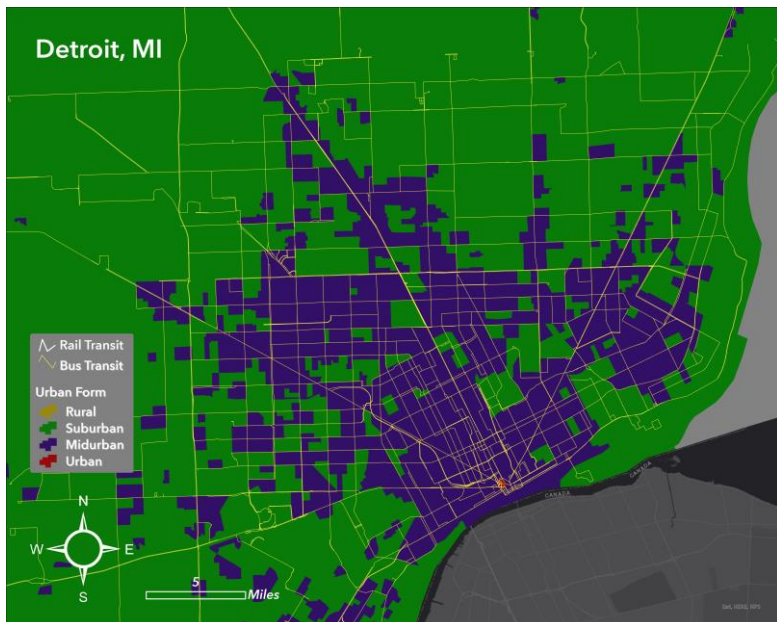 Detroit, MI
Rail Transit
Bus Transit
Urban Form
Rural
Suburban
Midurban
Urban
N
W
E
S
5
Miles
CANADA
CANADA